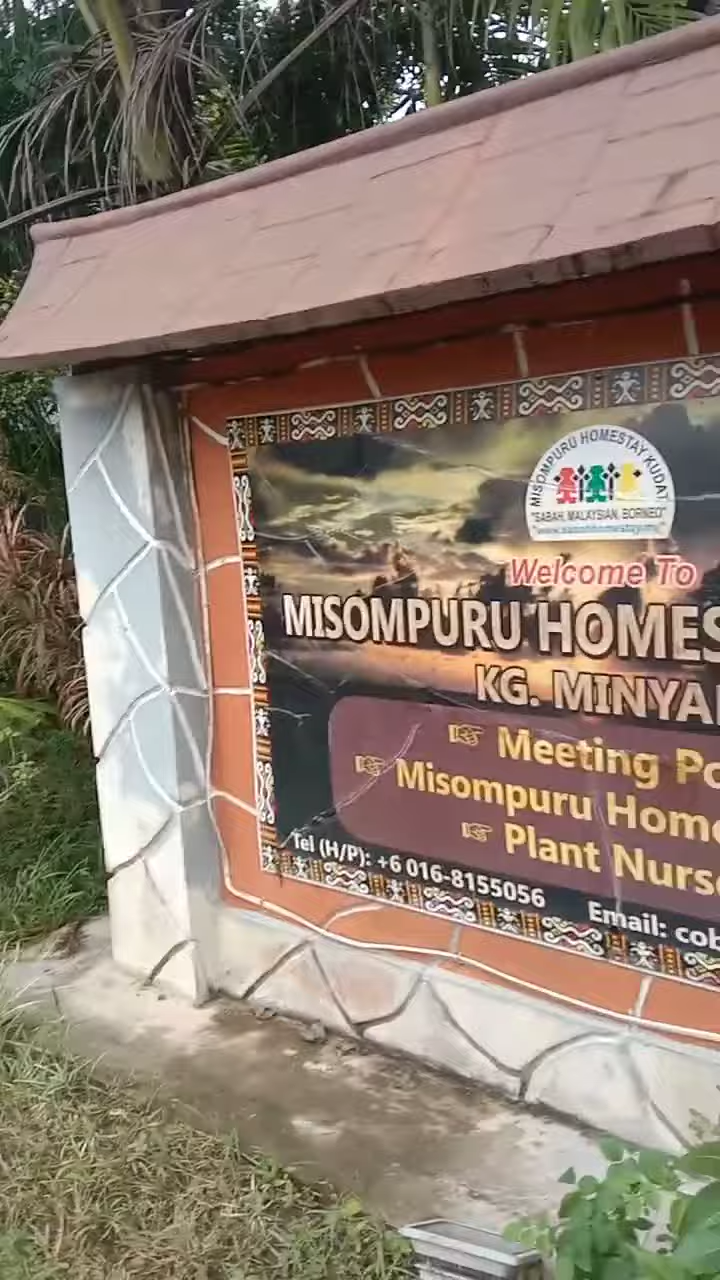 MISOMPURU HOMESTAY KUDAT
"SABAH, MALAYSIAN, BORNEO"
Welcome To
MISOMPURU HOMES
KG. MINYA
Meeting Po
Misompuru Home
Plant Nurse
Tel (H/P): +6 016-8155056
Email: cob